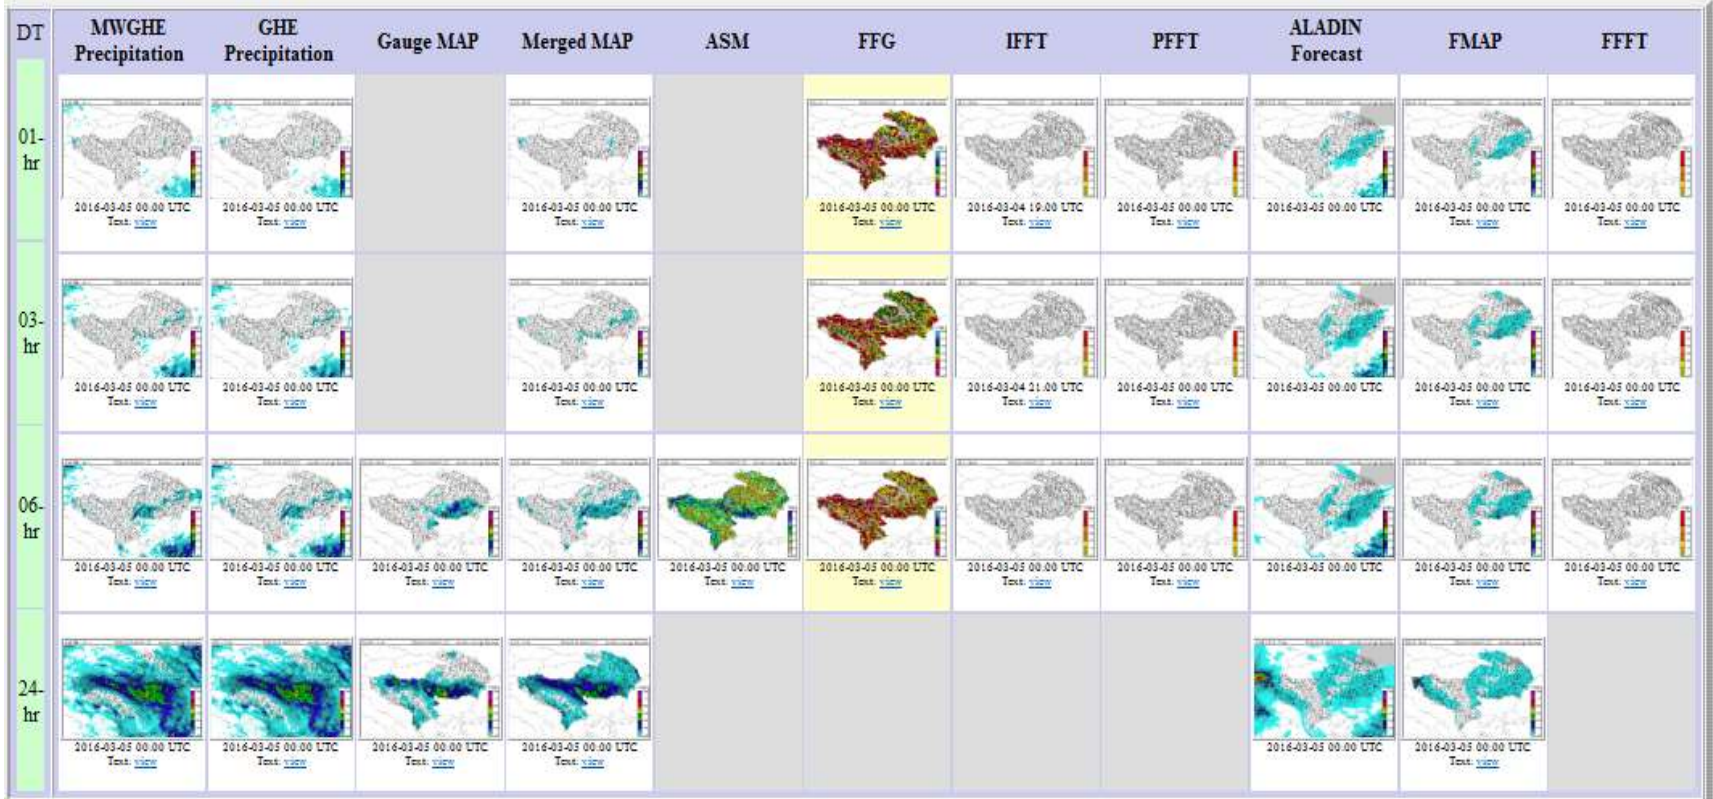 DT
MWGHE
Precipitation
GHE
Precipitation
Gauge MAP
Merged MAP
ASM
FFG
IFFT
PFFT
ALADIN
Forecast
FMAP
FFFT
01-
hr
2016-03-05 00:00 UTC
Text: view
2016-03-05 00:00 UTC
Text: view
2016-03-05 00:00 UTC
Text: view
2016-03-05 00:00 UTC
Text: view
2016-03-04 19:00 UTC
Text: view
2016-03-05 00:00 UTC
Text: view
2016-03-05 00:00 UTC
2016-03-05 00:00 UTC
Text: view
2016-03-05 00:00 UTC
Text: view
03-
hr
2016-03-05 00:00 UTC
Text: view
2016-03-05 00:00 UTC
Text: view
2016-03-05 00:00 UTC
Text: view
2016-03-05 00:00 UTC
Text: view
2016-03-04 21:00 UTC
Text: view
2016-03-05 00:00 UTC
Text: view
2016-03-05 00:00 UTC
2016-03-05 00:00 UTC
Text: view
2016-03-05 00:00 UTC
Text: view
06-
hr
2016-03-05 00:00 UTC
Text: view
2016-03-05 00:00 UTC
Text: view
2016-03-05 00:00 UTC
Text: view
2016-03-05 00:00 UTC
Text: view
2016-03-05 00:00 UTC
Text: view
2016-03-05 00:00 UTC
Text: view
2016-03-05 00:00 UTC
Text: view
2016-03-05 00:00 UTC
Text: view
2016-03-05 00:00 UTC
2016-03-05 00:00 UTC
Text: view
2016-03-05 00:00 UTC
Text: view
24-
hr
2016-03-05 00:00 UTC
Text: view
2016-03-05 00:00 UTC
Text: view
2016-03-05 00:00 UTC
Text: view
2016-03-05 00:00 UTC
Text: view
2016-03-05 00:00 UTC
2016-03-05 00:00 UTC
Text: view